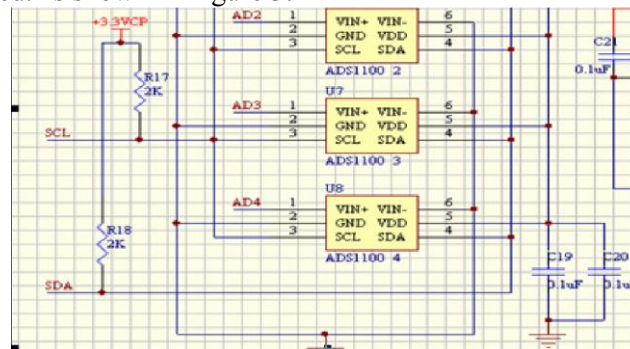 +3.3VCP
AD2 1 VIN+ VIN- 6
2 GND VDD 5
3 SCL SDA 4
ADS1100 2
C21
0.1uF
R17
2K
U7
AD3 1 VIN+ VIN- 6
2 GND VDD 5
3 SCL SDA 4
ADS1100 3
SCL
U8
AD4 1 VIN+ VIN- 6
2 GND VDD 5
3 SCL SDA 4
ADS1100 4
R18
2K
C19
0.1uF
C20
SDA